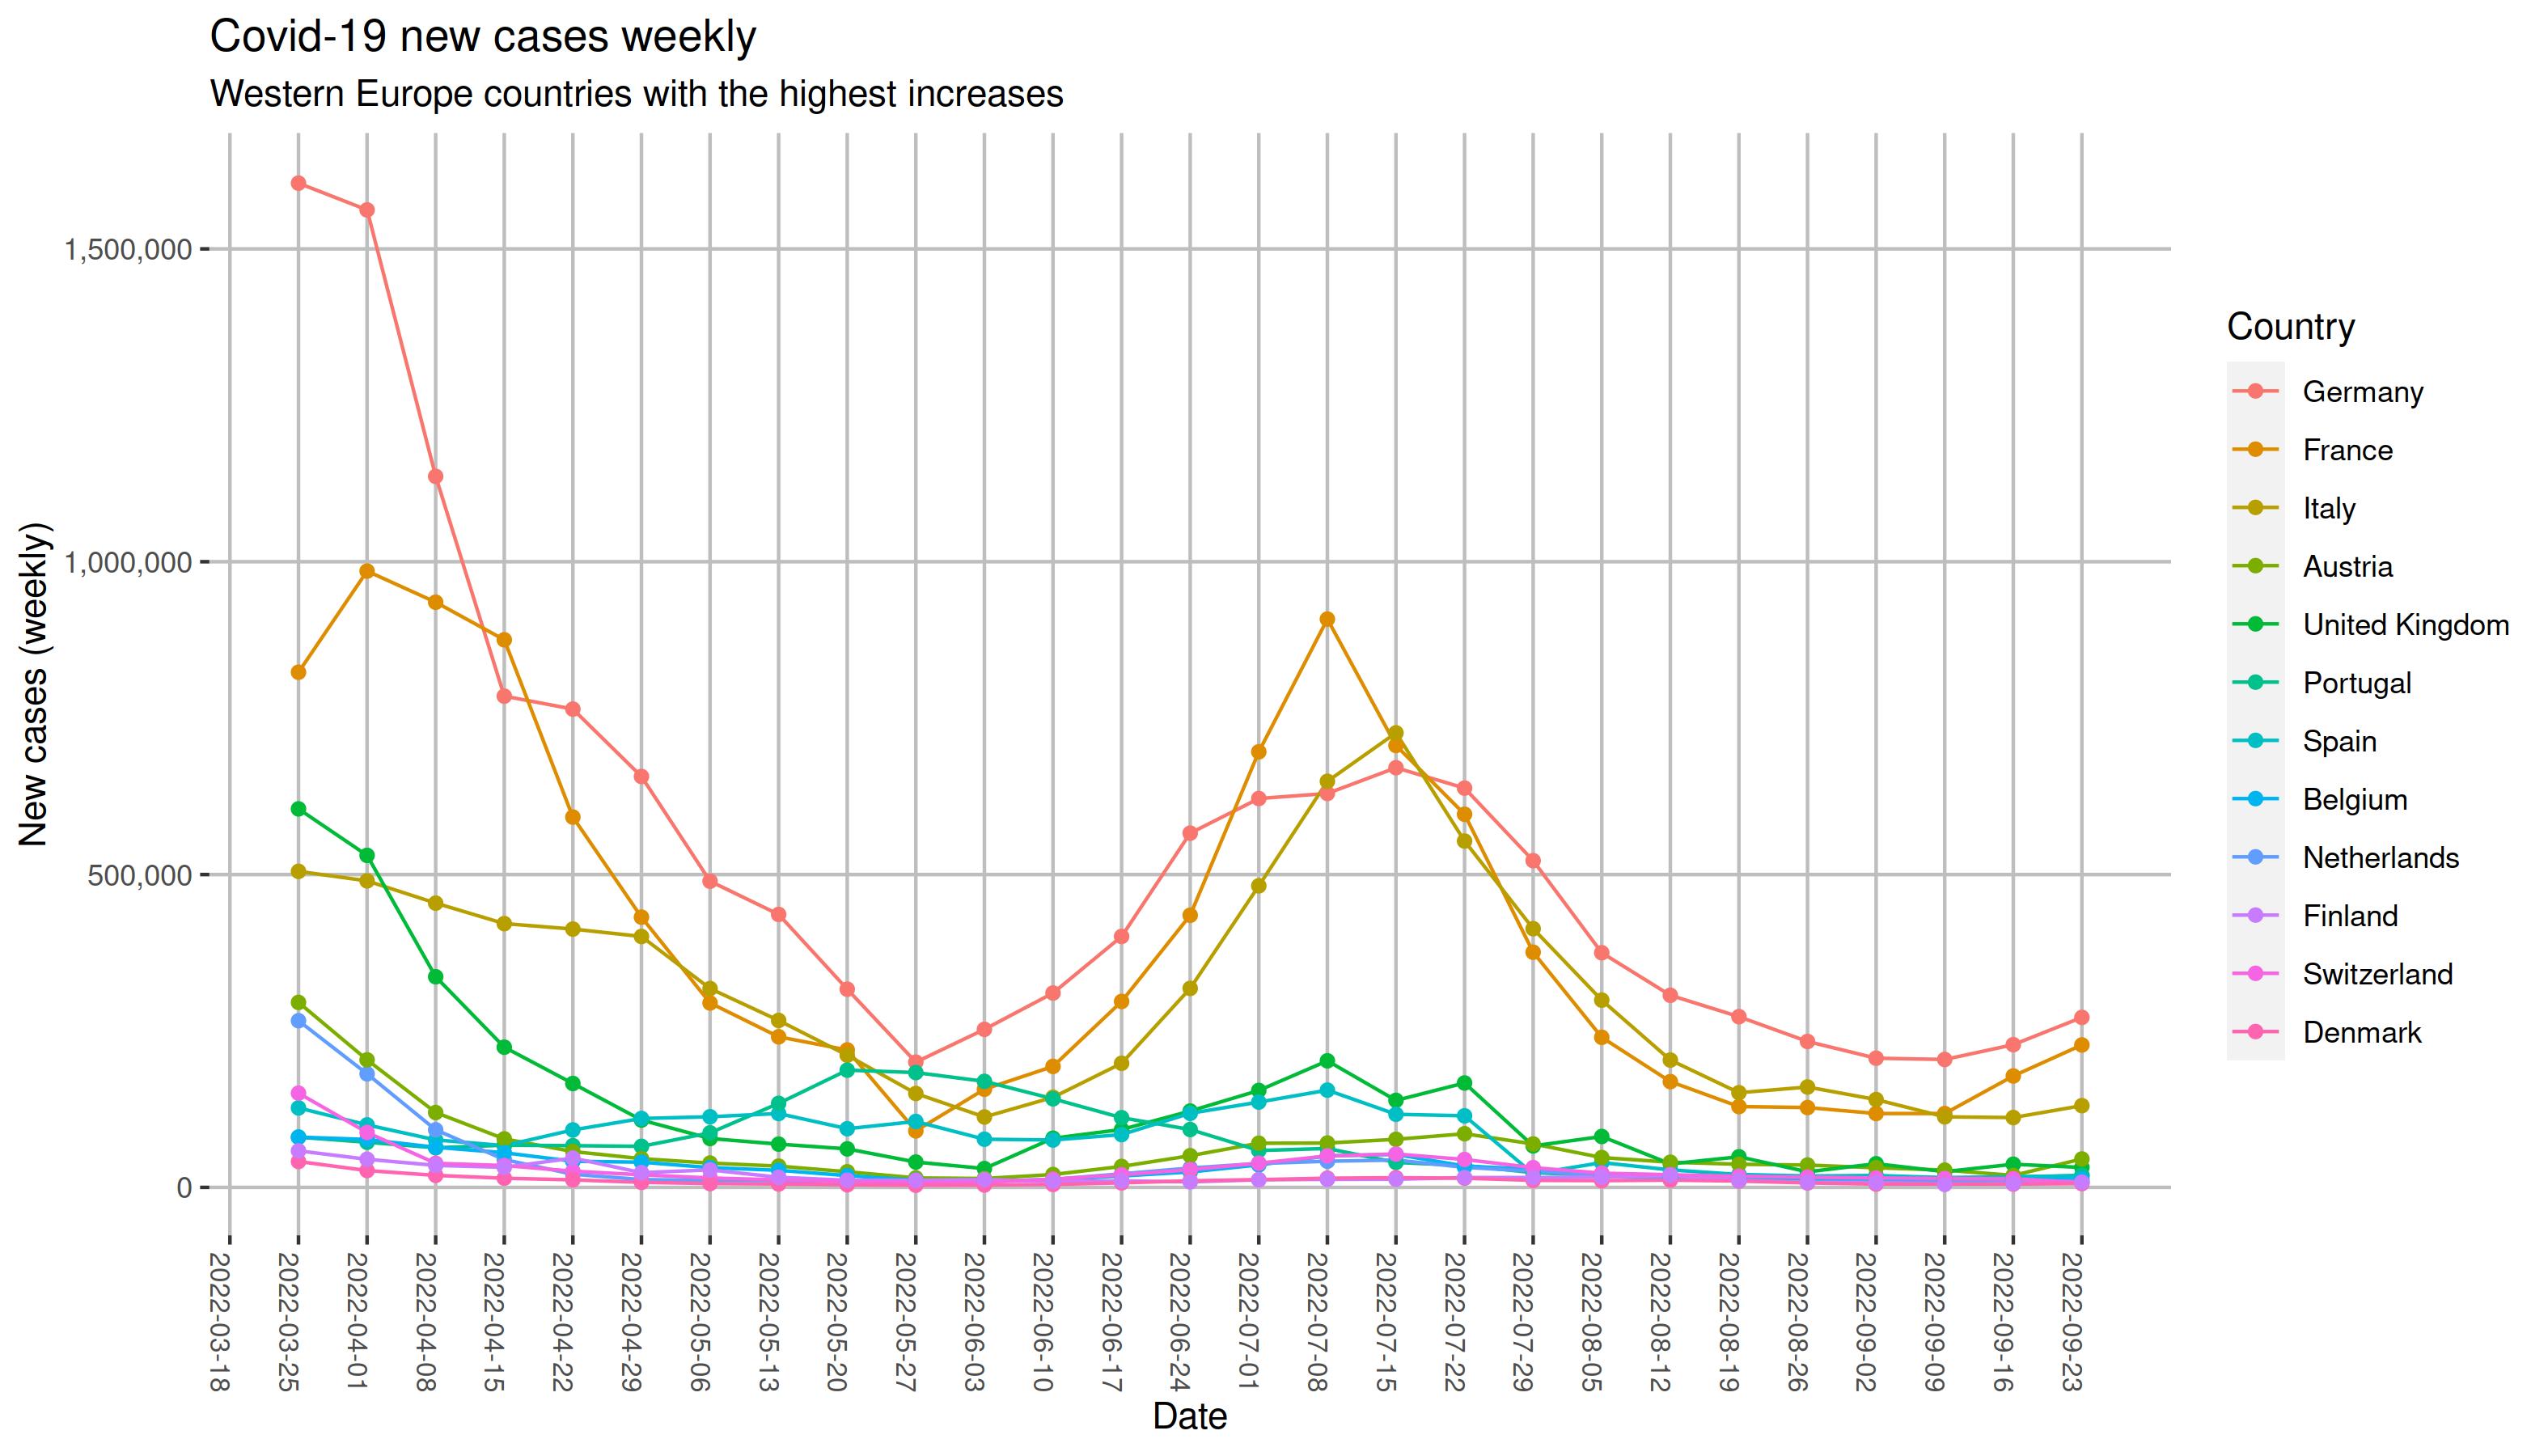 Covid-19 new cases weekly
Western Europe countries with the highest increases
New cases (weekly)
1,500,000
1,000,000
500,000
0
2022-03-18
2022-03-25
2022-04-01
2022-04-08
2022-04-15
2022-04-22
2022-04-29
2022-05-06
2022-05-13
2022-05-20
2022-05-27
2022-06-03
2022-06-10
2022-06-17
2022-06-24
2022-07-01
2022-07-08
2022-07-15
2022-07-22
2022-07-29
2022-08-05
2022-08-12
2022-08-19
2022-08-26
2022-09-02
2022-09-09
2022-09-16
2022-09-23
Date
Country
Germany
France
Italy
Austria
United Kingdom
Portugal
Spain
Belgium
Netherlands
Finland
Switzerland
Denmark